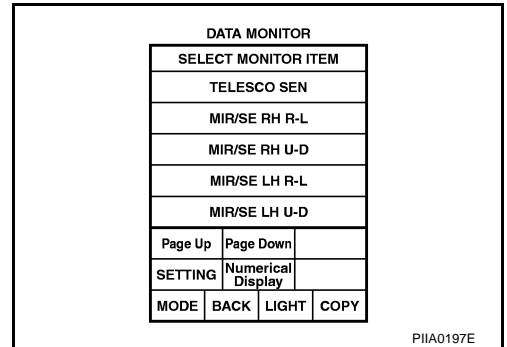 DATA MONITOR
SELECT MONITOR ITEM
TELESCO SEN
MIR/SE RH R-L
MIR/SE RH U-D
MIR/SE LH R-L
MIR/SE LH U-D
Page Up Page Down
SETTING Numerical
Display
MODE BACK LIGHT COPY
PIIA0197E